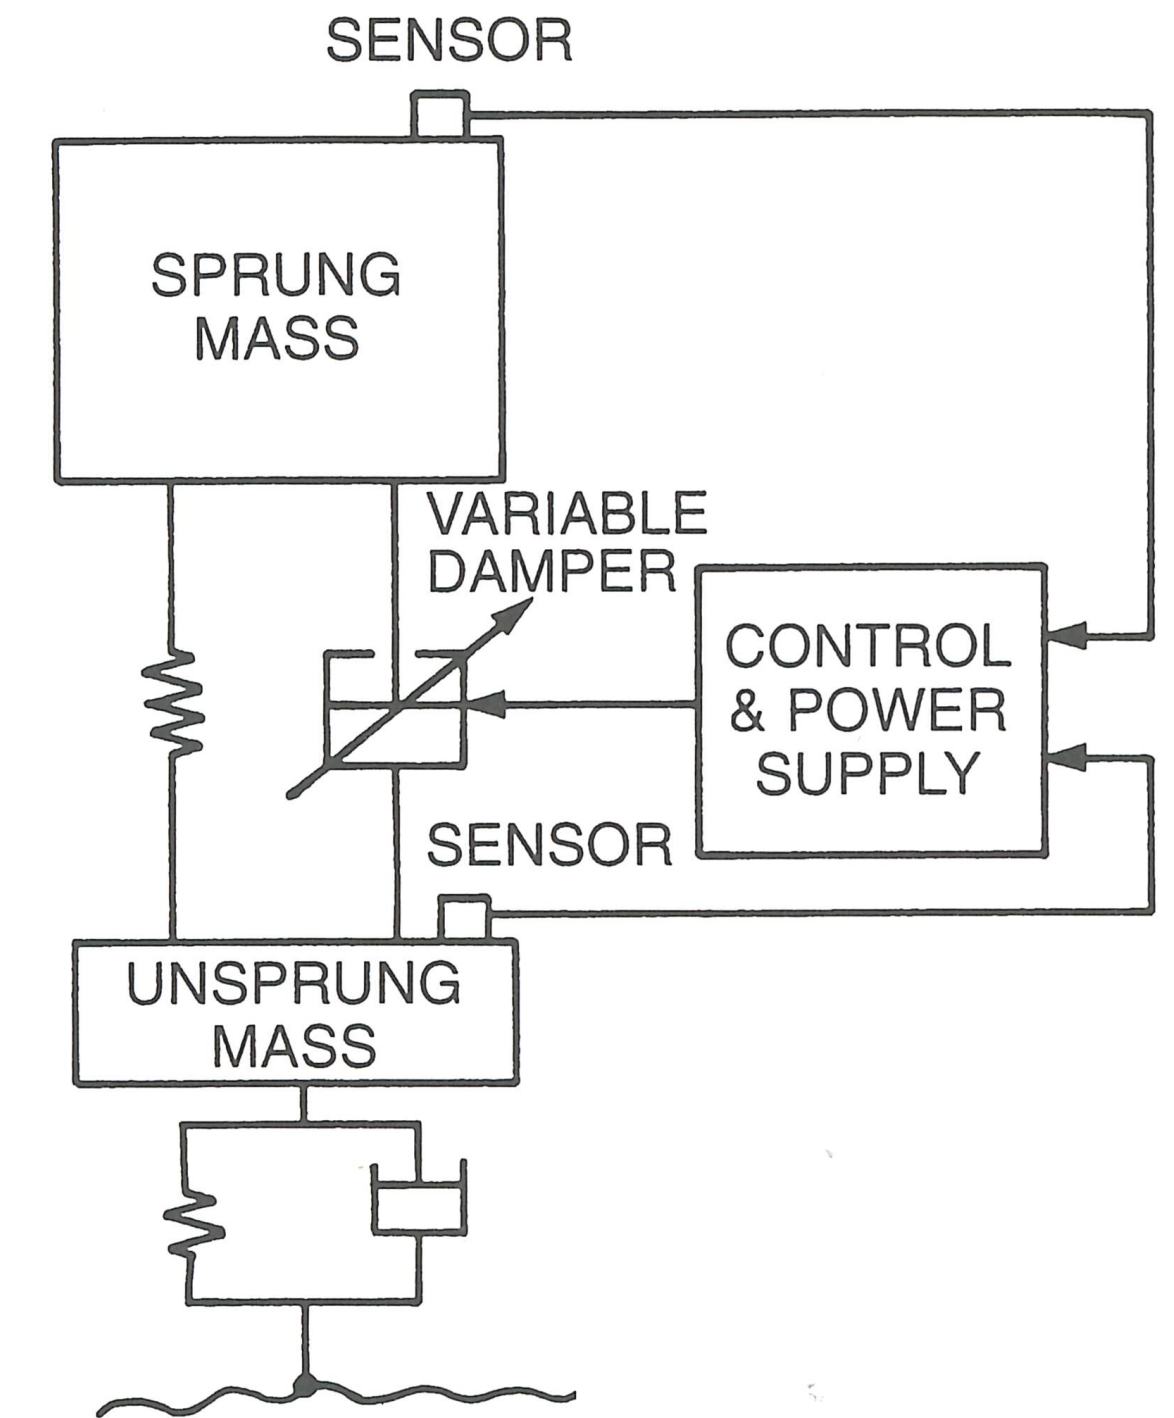 SENSOR
SPRUNG
MASS
VARIABLE
DAMPER
CONTROL
& POWER
SUPPLY
SENSOR
UNSPRUNG
MASS